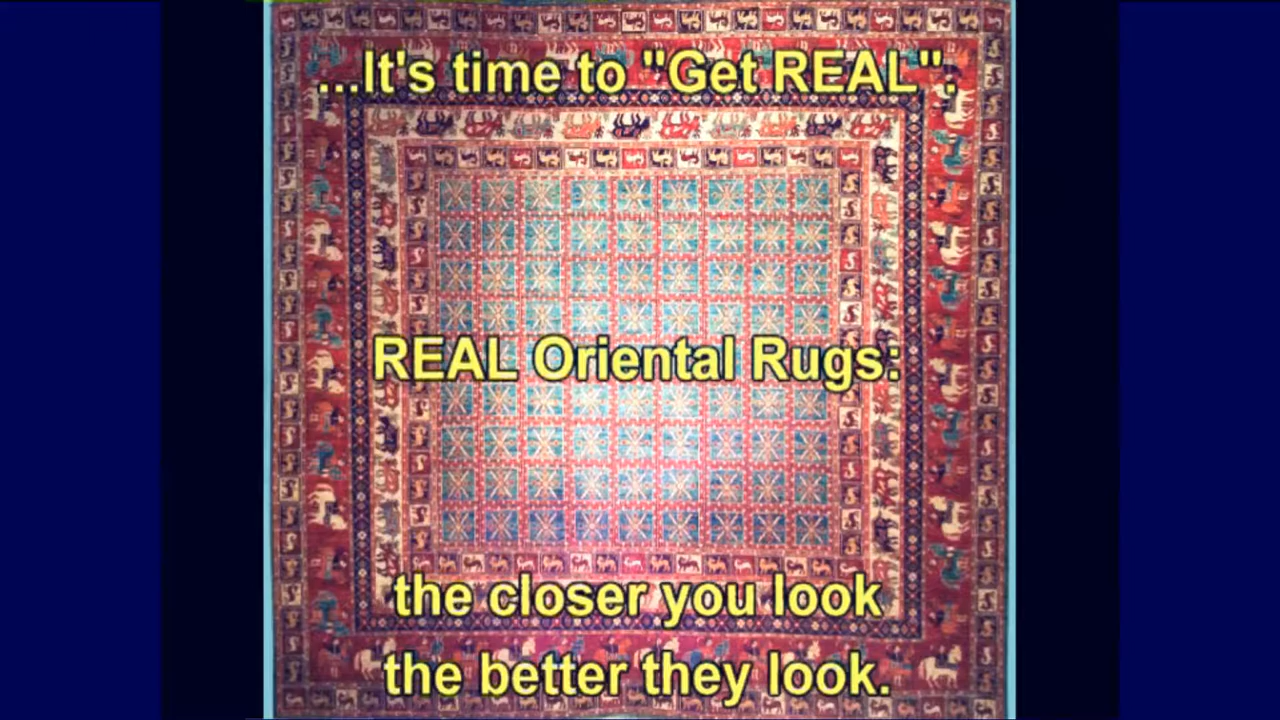 ...It's time to "Get REAL".
REAL Oriental Rugs:
the closer you look
the better they look.